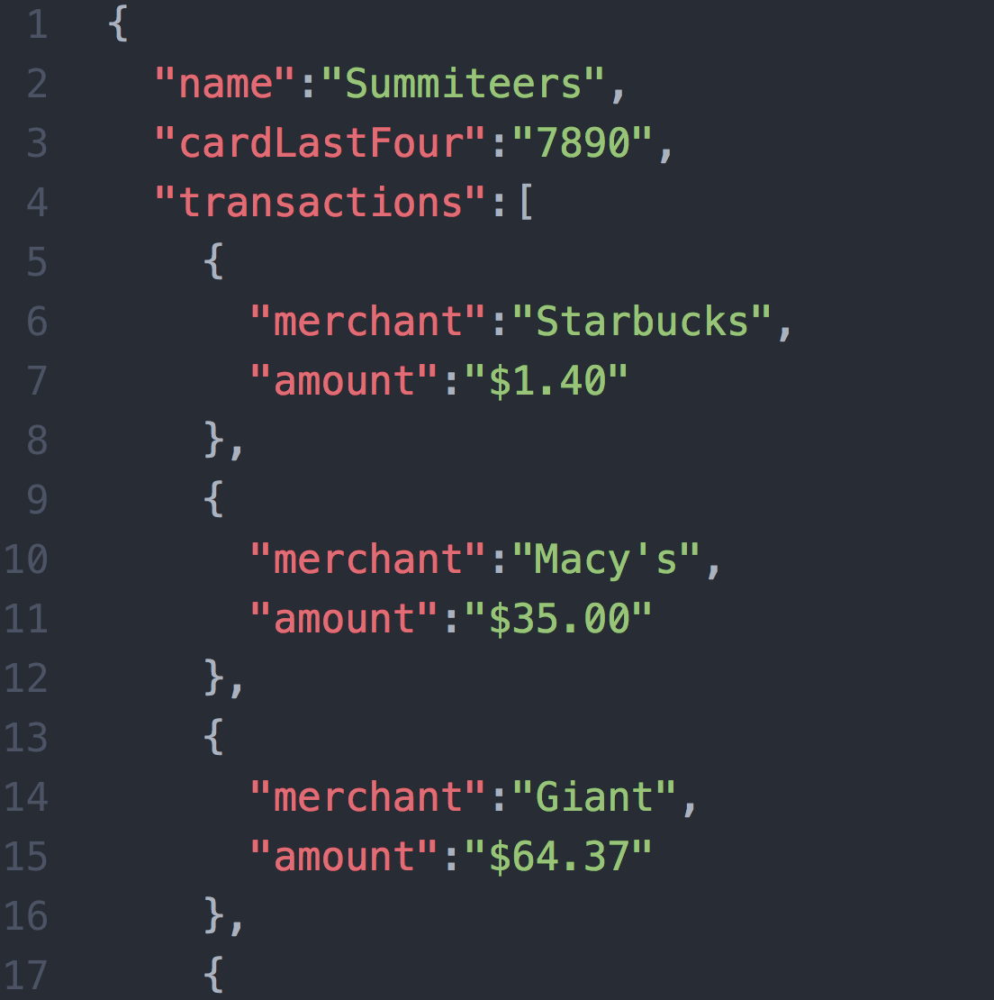 1 {
2 "name":"Summiteers",
3 "cardLastFour":"7890",
4 "transactions":[
5 {
6 "merchant":"Starbucks",
7 "amount":"$1.40"
8 },
9 {
10 "merchant":"Macy's",
11 "amount":"$35.00"
12 },
13 {
14 "merchant":"Giant",
15 "amount":"$64.37"
16 },
17 {